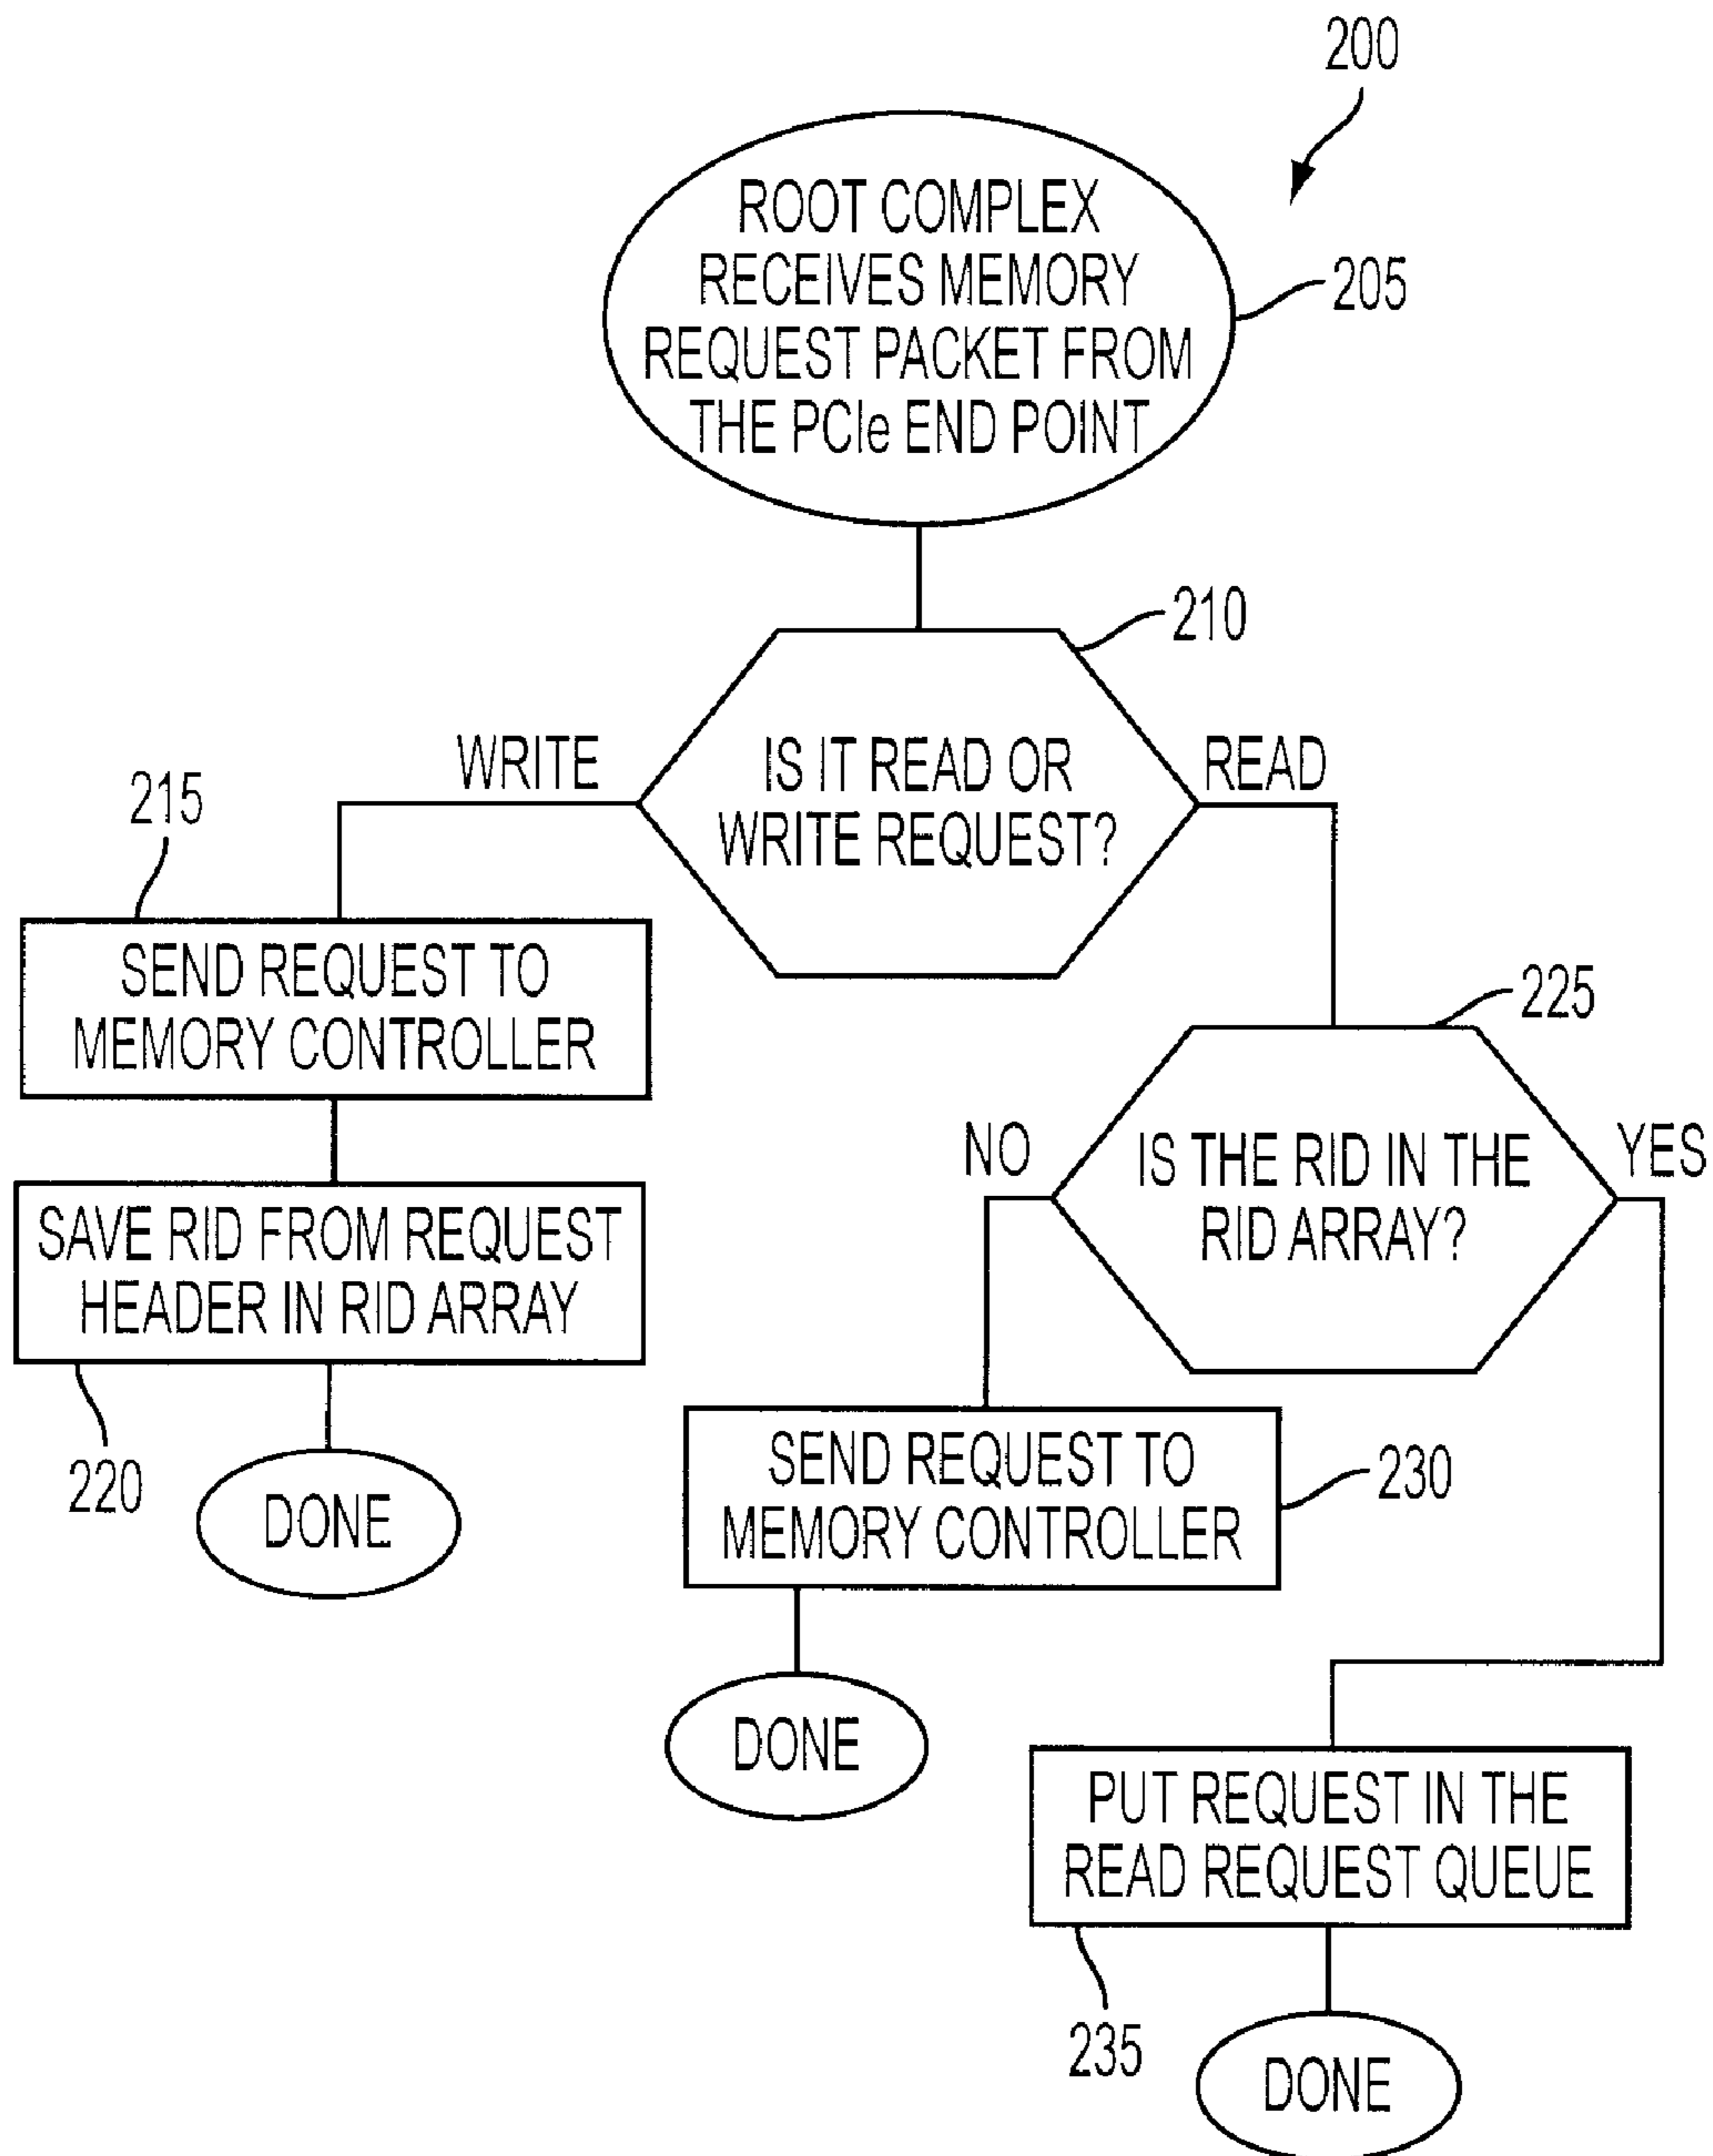 200
ROOT COMPLEX
RECEIVES MEMORY
REQUEST PACKET FROM
THE PCIe END POINT
205
210
WRITE
IS IT READ OR
WRITE REQUEST?
READ
215
SEND REQUEST TO
MEMORY CONTROLLER
225
NO
IS THE RID IN THE
RID ARRAY?
YES
SAVE RID FROM REQUEST
HEADER IN RID ARRAY
220
DONE
SEND REQUEST TO
MEMORY CONTROLLER
230
DONE
PUT REQUEST IN THE
READ REQUEST QUEUE
235
DONE